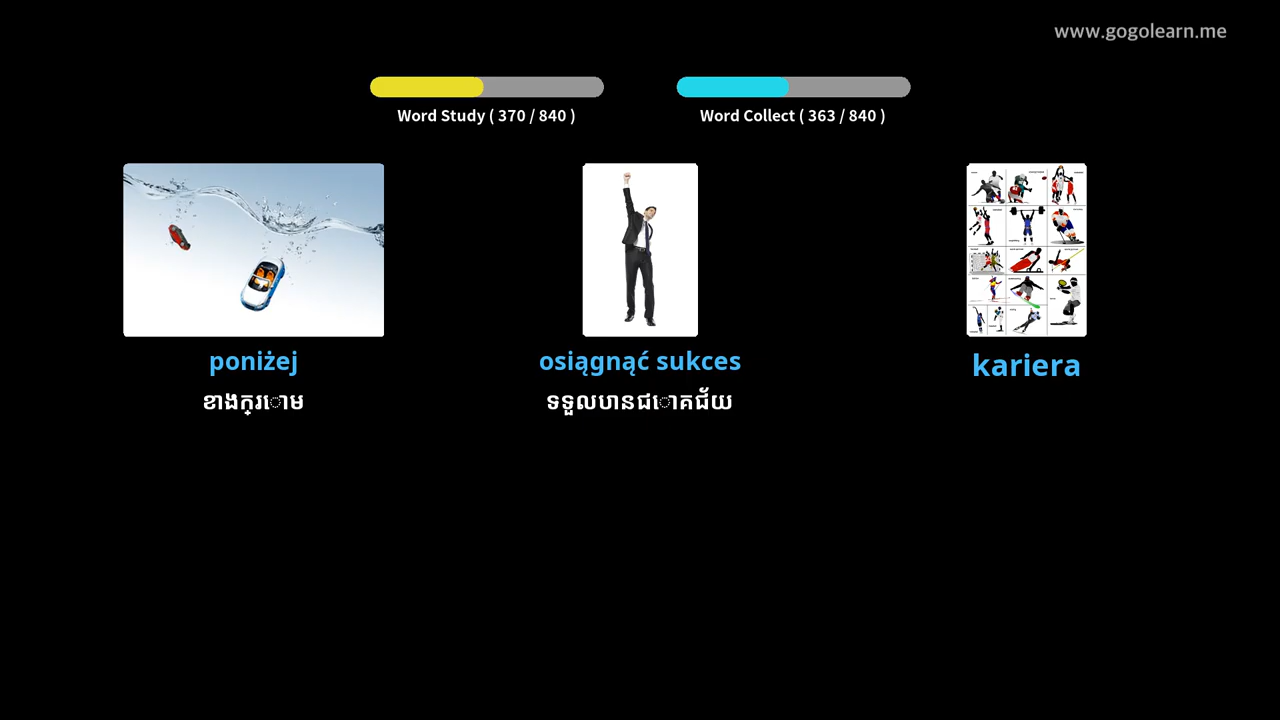 www.gogolearn.me
Word Study ( 370 / 840 )
Word Collect ( 363 / 840 )
poniżej
ខាងក្រោម
osiągnąć sukces
ទទួលបានជោគជ័យ
kariera